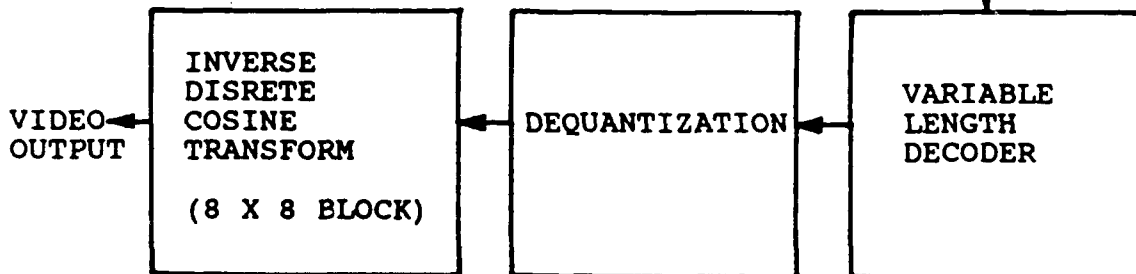 VIDEO
OUTPUT
INVERSE
DISRETE
COSINE
TRANSFORM
(8 X 8 BLOCK)
DEQUANTIZATION
VARIABLE
LENGTH
DECODER